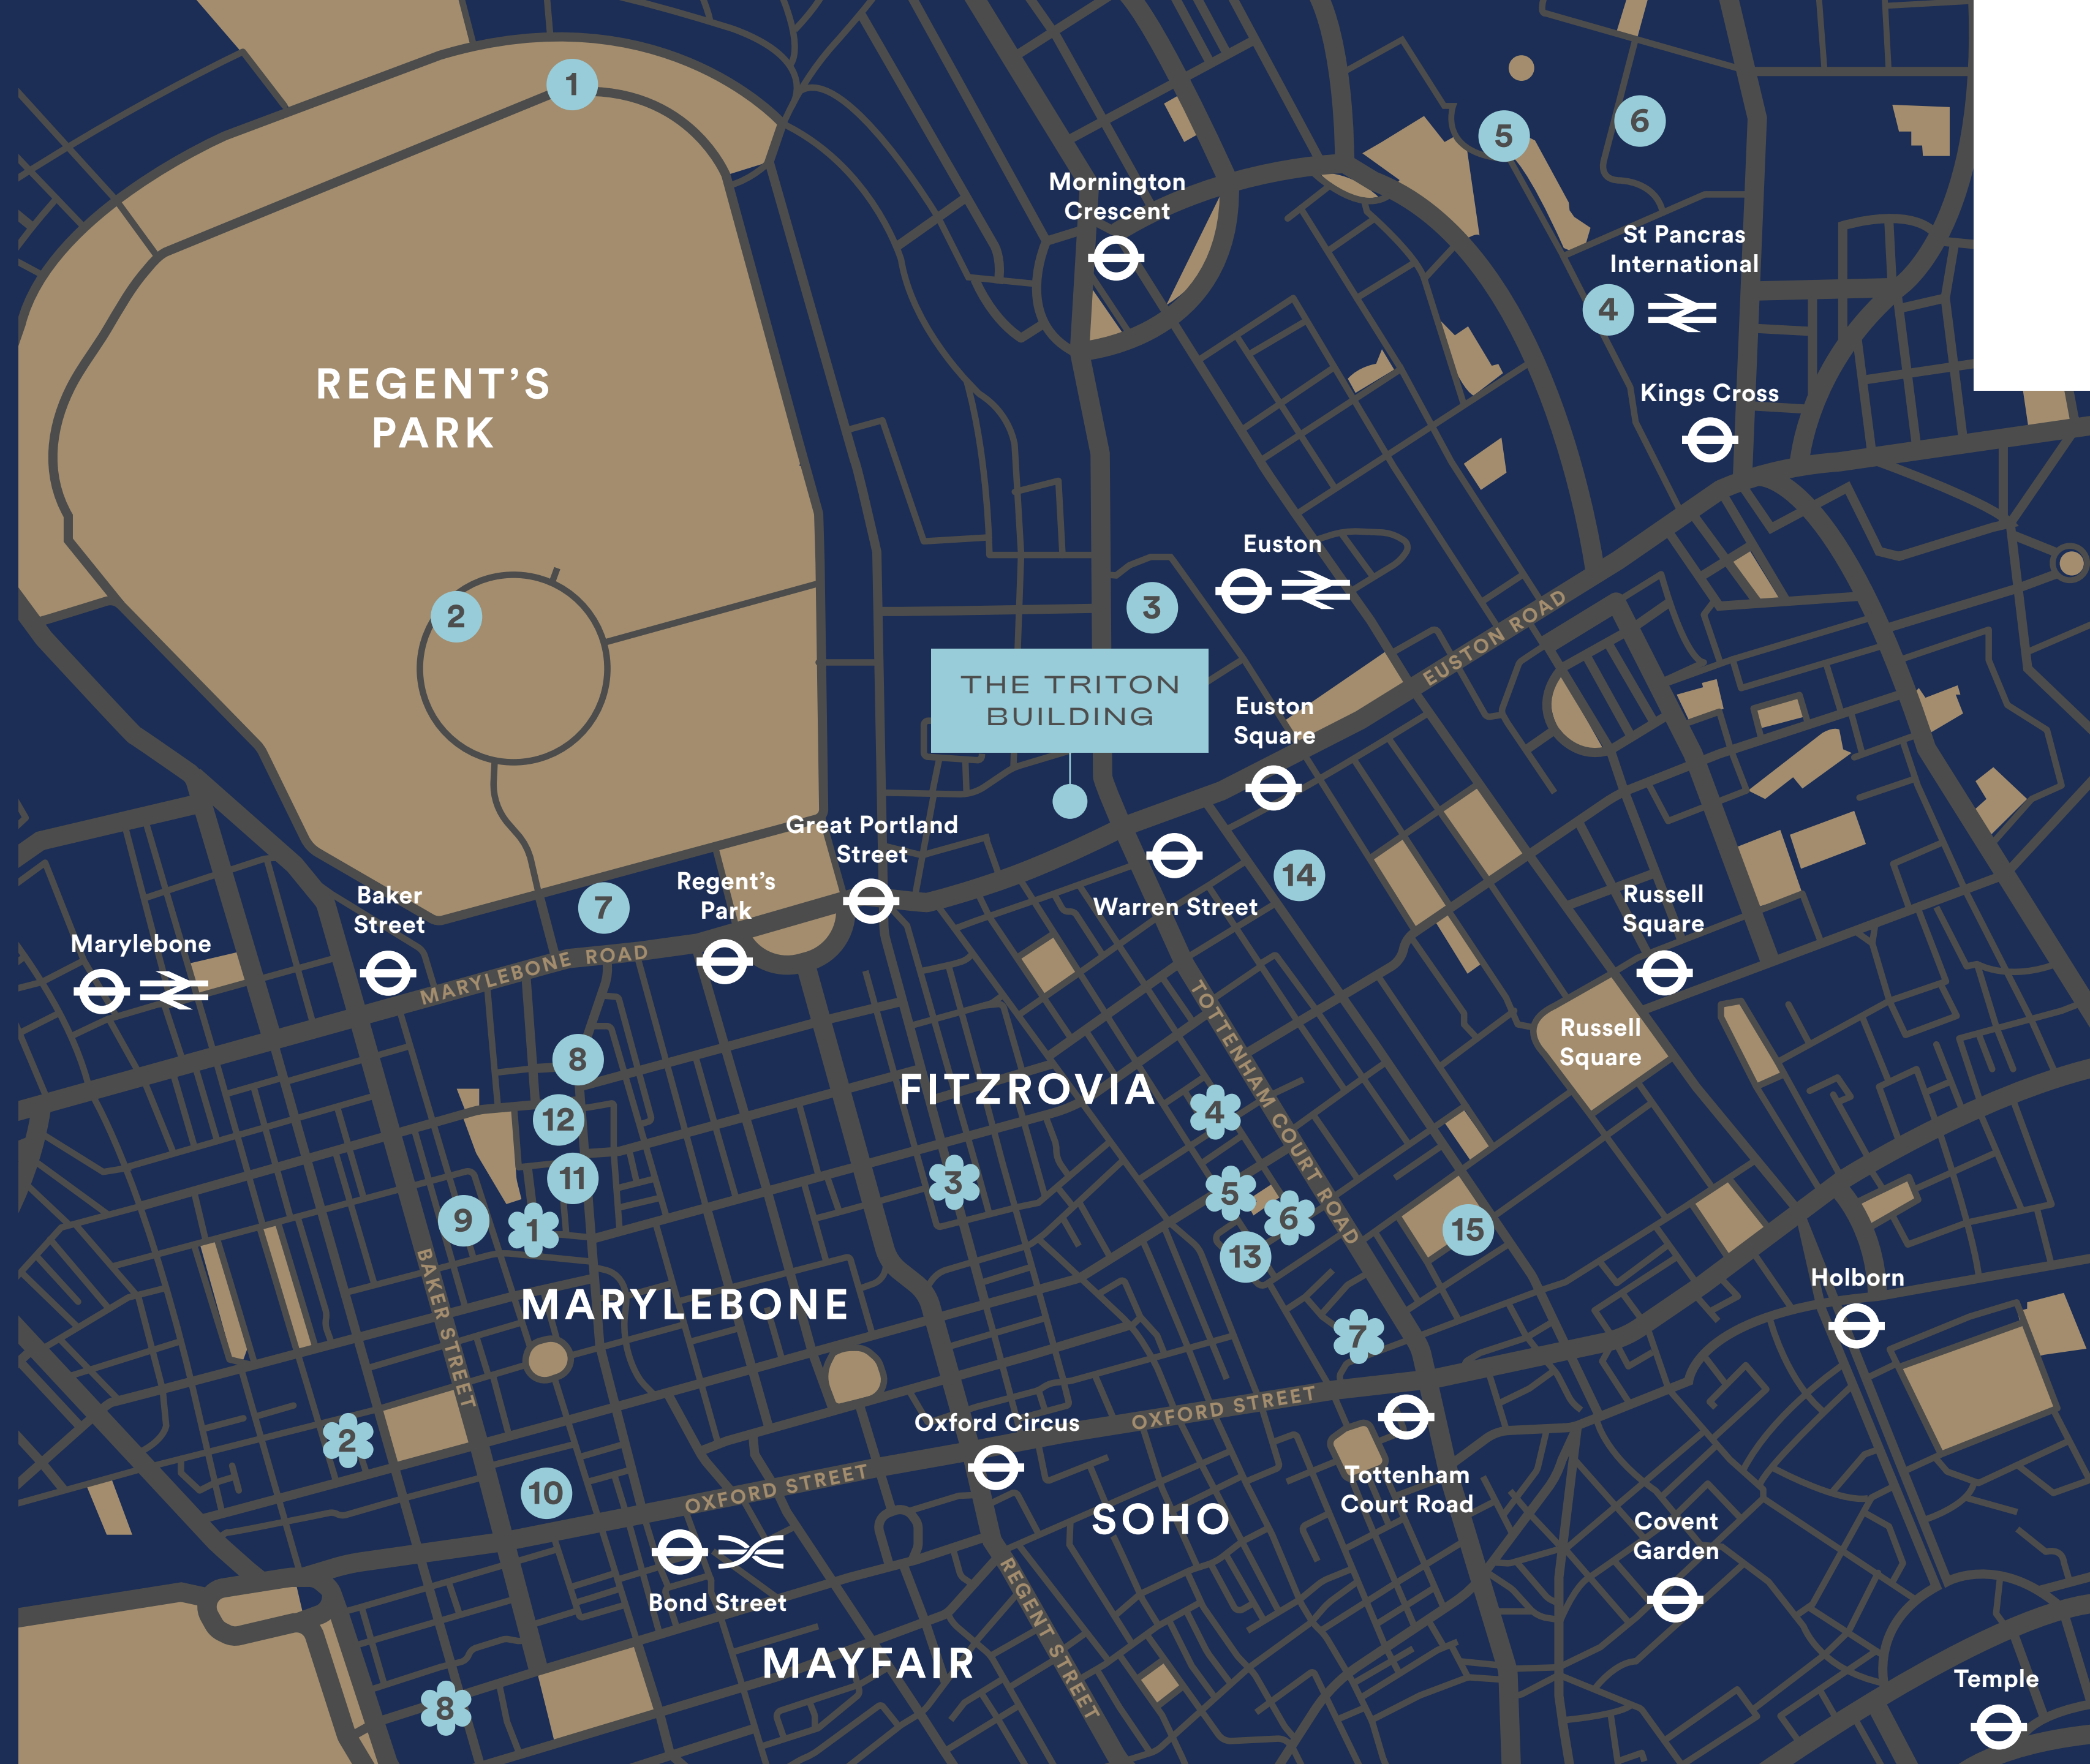 1
6
5
Mornington
Crescent
St Pancras
International
4
Kings Cross
REGENT’S
PARK
Euston
3
2
EUSTON ROAD
THE TRITON
BUILDING
Euston
Square
Great Portland
Street
Regent’s
Park
14
Warren Street
7
Baker
Street
Russell
Square
Marylebone
MARYLEBONE ROAD
TOTTENHAM COURT ROAD
Russell
Square
8
FITZROVIA
4
12
11
3
5
6
9
1
13
15
BAKER STREET
MARYLEBONE
Holborn
7
2
OXFORD STREET
Oxford Circus
Tottenham
Court Road
10
OXFORD STREET
SOHO
Covent
Garden
Bond Street
REGENT STREET
MAYFAIR
Temple
8